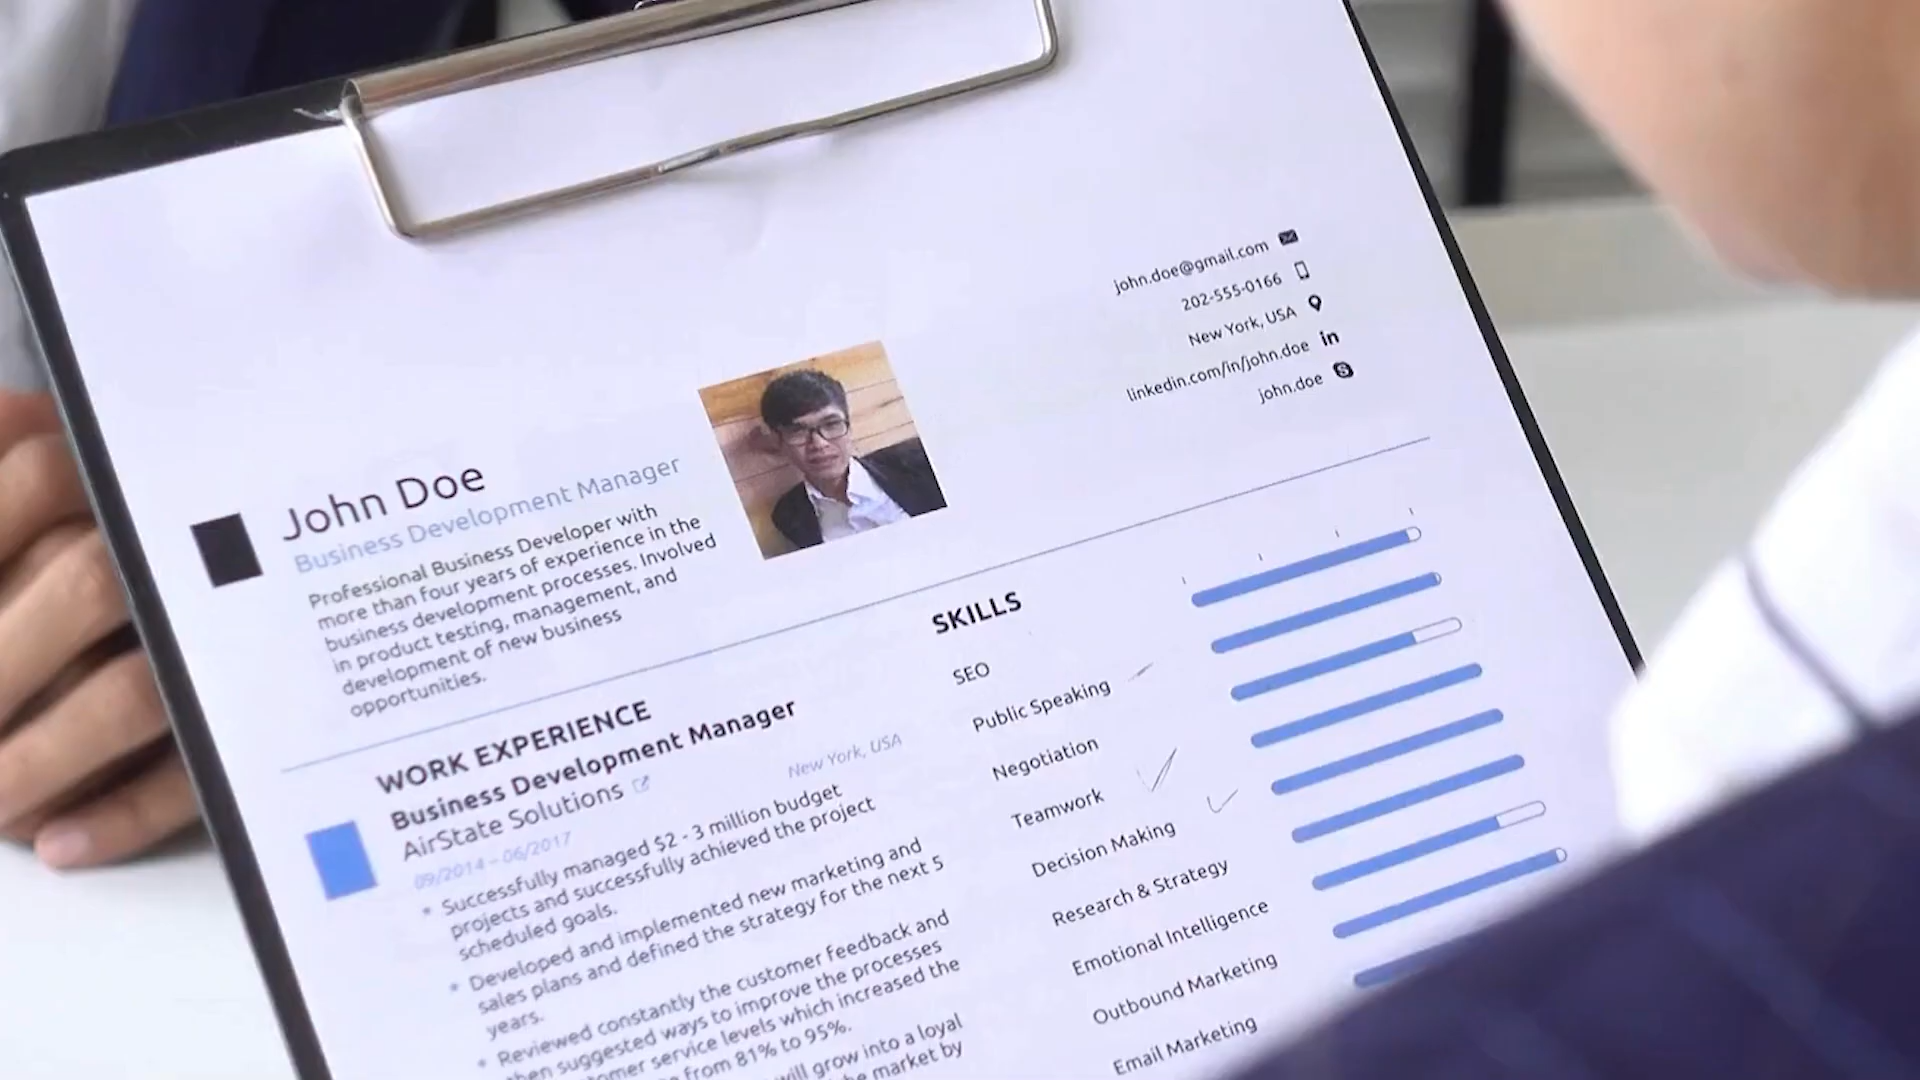 john.doe@gmail.com
202-555-0166
New York, USA
linkedin.com/in/john.doe
john.doe
John Doe
Business Development Manager
Professional Business Developer with
more than four years of experience in the
business development processes. Involved
in product testing, management, and
development of new business
opportunities.
WORK EXPERIENCE
Business Development Manager
AirState Solutions
New York, USA
09/2014 – 06/2017
• Successfully managed $2 - 3 million budget
projects and successfully achieved the project
scheduled goals.
• Developed and implemented new marketing and
sales plans and defined the strategy for the next 5
years.
• Reviewed constantly the customer feedback and
then suggested ways to improve the processes
customer service levels which increased the
from 81% to 95%.
will grow into a loyal
the market by
SKILLS
SEO
Public Speaking
Negotiation
Teamwork
Decision Making
Research & Strategy
Emotional Intelligence
Outbound Marketing
Email Marketing